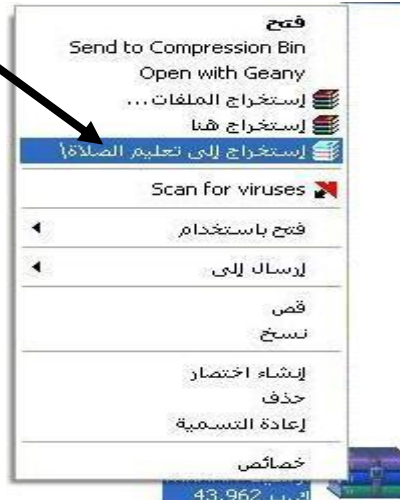 فتح
Send to Compression Bin
Open with Geany
إستخراج الملفات...
إستخراج هنا
إستخراج إلى تعليم الصلاة\
Scan for viruses
فتح باستخدام
إرسال إلى
قص
نسخ
إنشاء اختصار
حذف
إعادة التسمية
خصائص
43.962